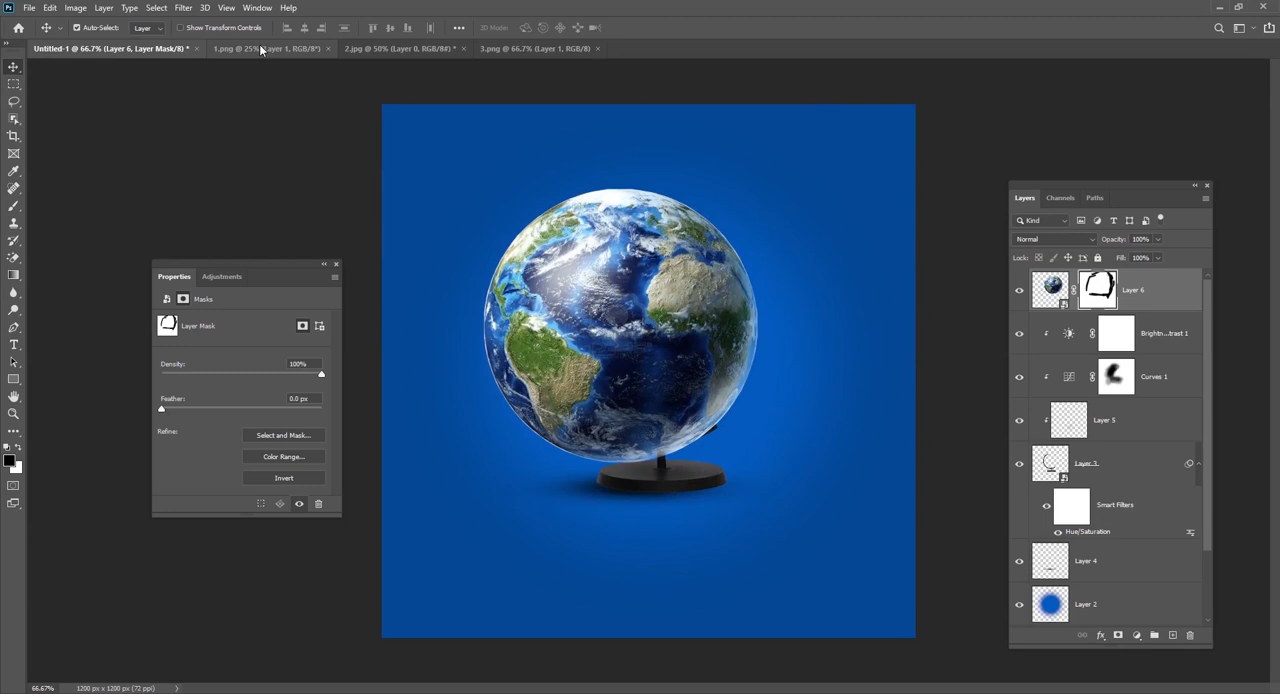 Ps File Edit Image Layer Type Select Filter 3D View Window Help
Auto-Select: Layer Show Transform Controls 3D Mode:
Untitled-1 @ 66.7% (Layer 6, Layer Mask/8) * × 1.png @ 25% Layer 1, RGB/8*) × 2.jpg @ 50% (Layer 0, RGB/8#) * × 3.png @ 66.7% (Layer 1, RGB/8) ×
Properties Adjustments
Masks
Layer Mask
Density: 100%
Feather: 0.0 px
Refine: Select and Mask...
Color Range...
Invert
Layers Channels Paths
Kind
Normal Opacity: 100%
Lock: Fill: 100%
Layer 6
Brightn...trast 1
Curves 1
Layer 5
Layer 3
Smart Filters
Hue/Saturation
Layer 4
Layer 2
fx
66.67% 1200 px x 1200 px (72 ppi)